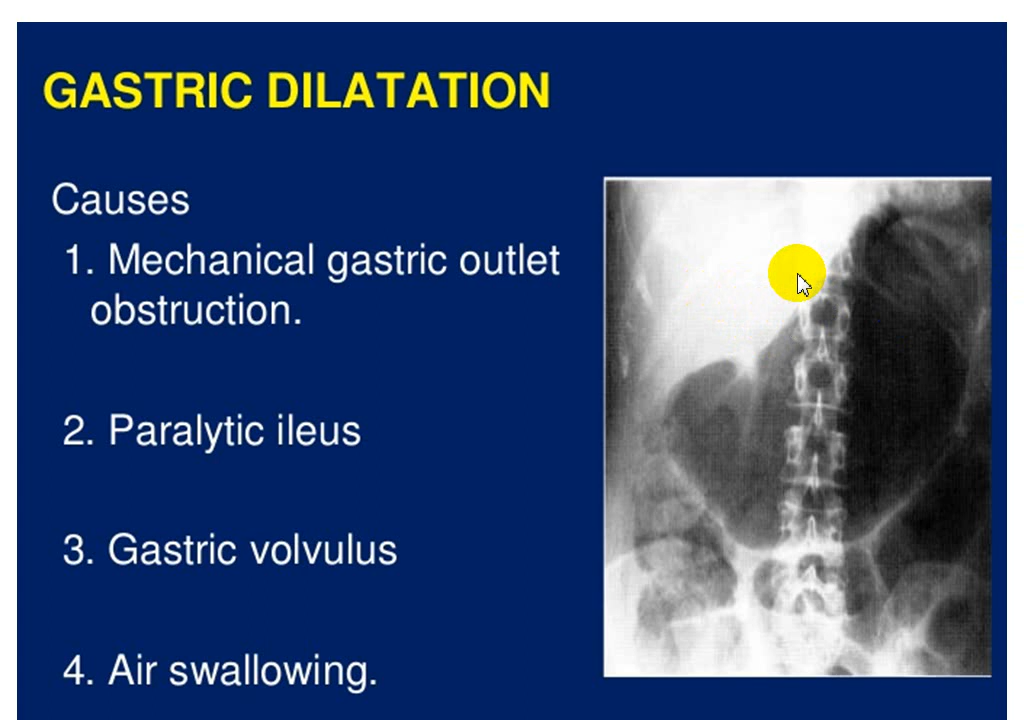 GASTRIC DILATATION
Causes
1. Mechanical gastric outlet
obstruction.
2. Paralytic ileus
3. Gastric volvulus
4. Air swallowing.